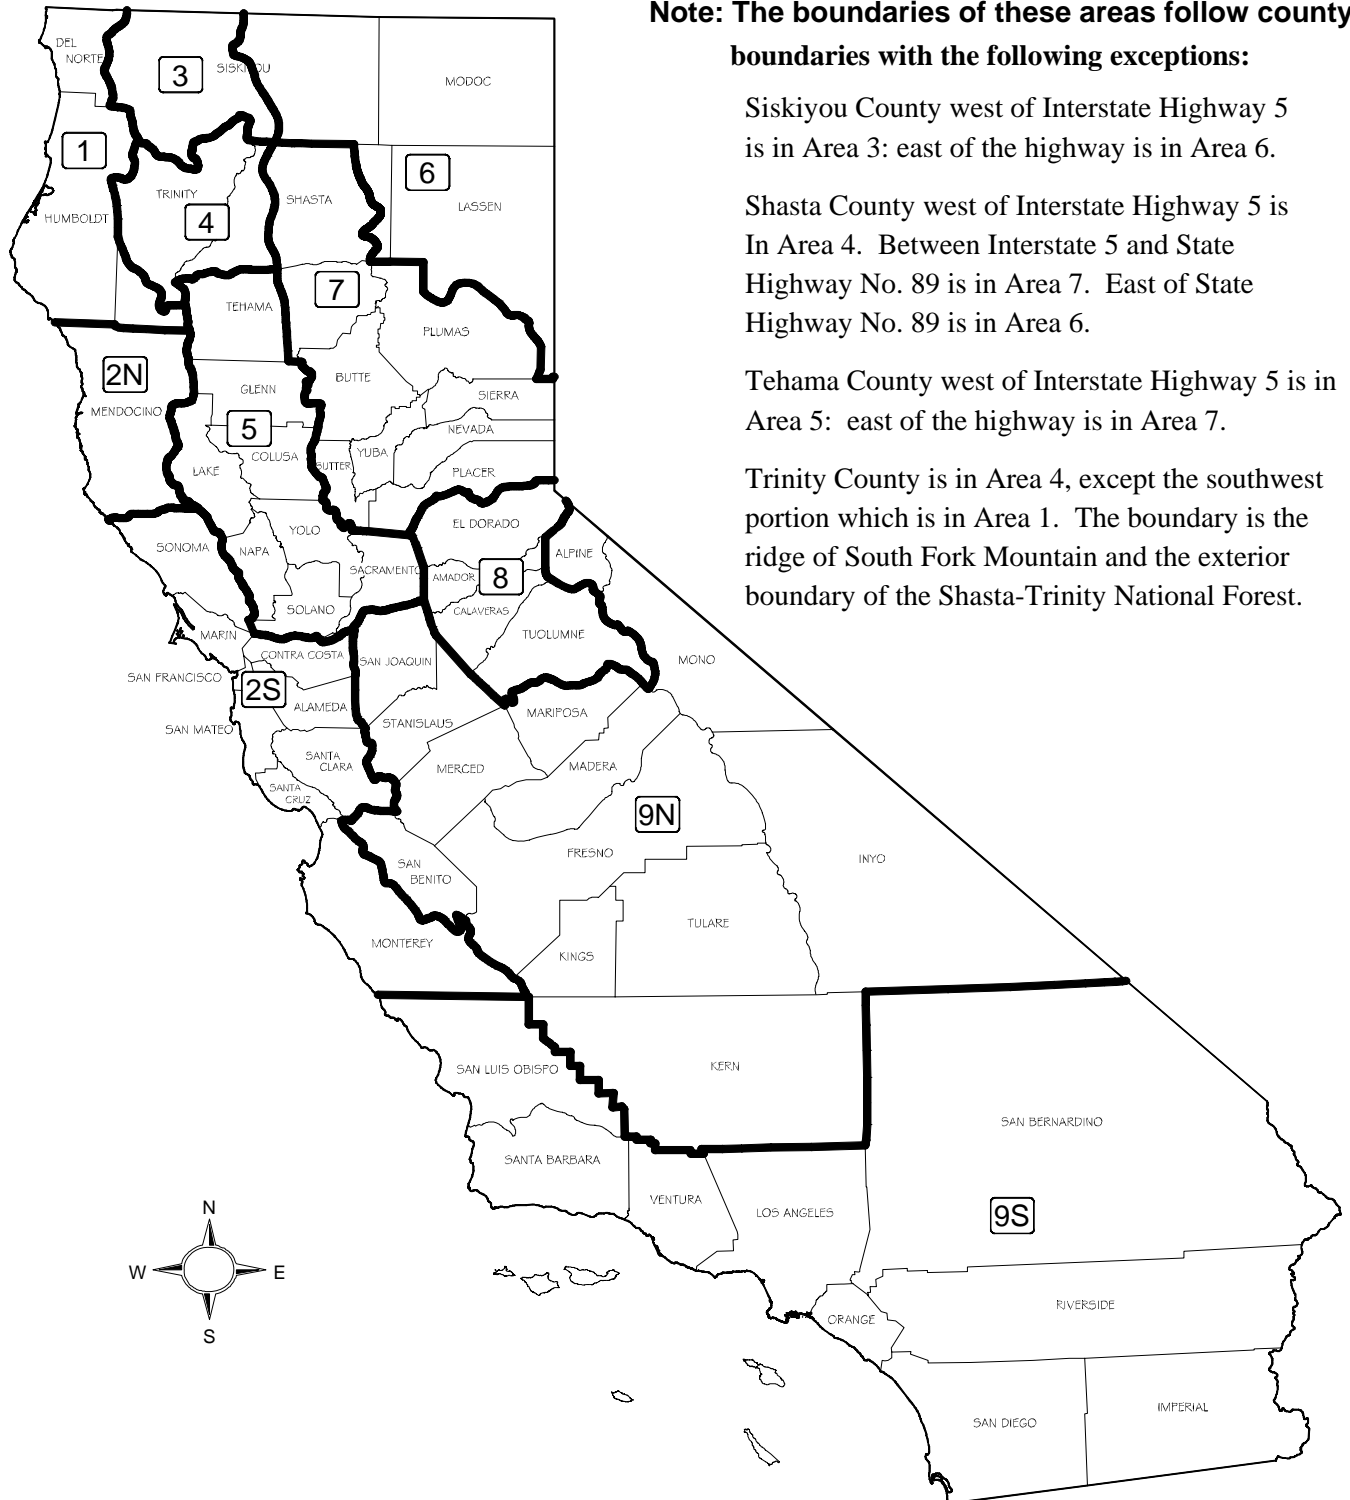 Note: The boundaries of these areas follow county
boundaries with the following exceptions:
Siskiyou County west of Interstate Highway 5
is in Area 3: east of the highway is in Area 6.
Shasta County west of Interstate Highway 5 is
In Area 4. Between Interstate 5 and State
Highway No. 89 is in Area 7. East of State
Highway No. 89 is in Area 6.
Tehama County west of Interstate Highway 5 is in
Area 5: east of the highway is in Area 7.
Trinity County is in Area 4, except the southwest
portion which is in Area 1. The boundary is the
ridge of South Fork Mountain and the exterior
boundary of the Shasta-Trinity National Forest.
DEL
NORTE
3
SISKIYOU
MODOC
1
6
TRINITY
SHASTA
LASSEN
HUMBOLDT
4
7
TEHAMA
PLUMAS
2N
BUTTE
GLENN
SIERRA
MENDOCINO
5
NEVADA
COLUSA
YUBA
SUTTER
LAKE
PLACER
YOLO
EL DORADO
SONOMA
NAPA
ALPINE
SACRAMENTO
AMADOR
8
SOLANO
CALAVERAS
MARIN
TUOLUMNE
CONTRA COSTA
SAN JOAQUIN
MONO
SAN FRANCISCO
2S
ALAMEDA
MARIPOSA
STANISLAUS
SAN MATEO
SANTA
CLARA
MERCED
MADERA
SANTA
CRUZ
9N
FRESNO
INYO
SAN
BENITO
TULARE
MONTEREY
KINGS
SAN LUIS OBISPO
KERN
SAN BERNARDINO
SANTA BARBARA
VENTURA
LOS ANGELES
9S
N
W
E
S
RIVERSIDE
ORANGE
SAN DIEGO
IMPERIAL